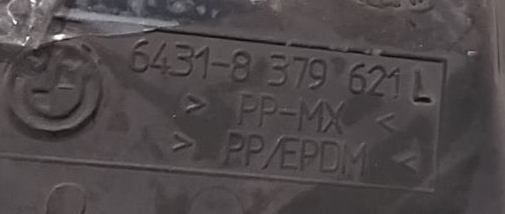 6431-8 379 621 L
> PP-MX <
> PP/EPDM <